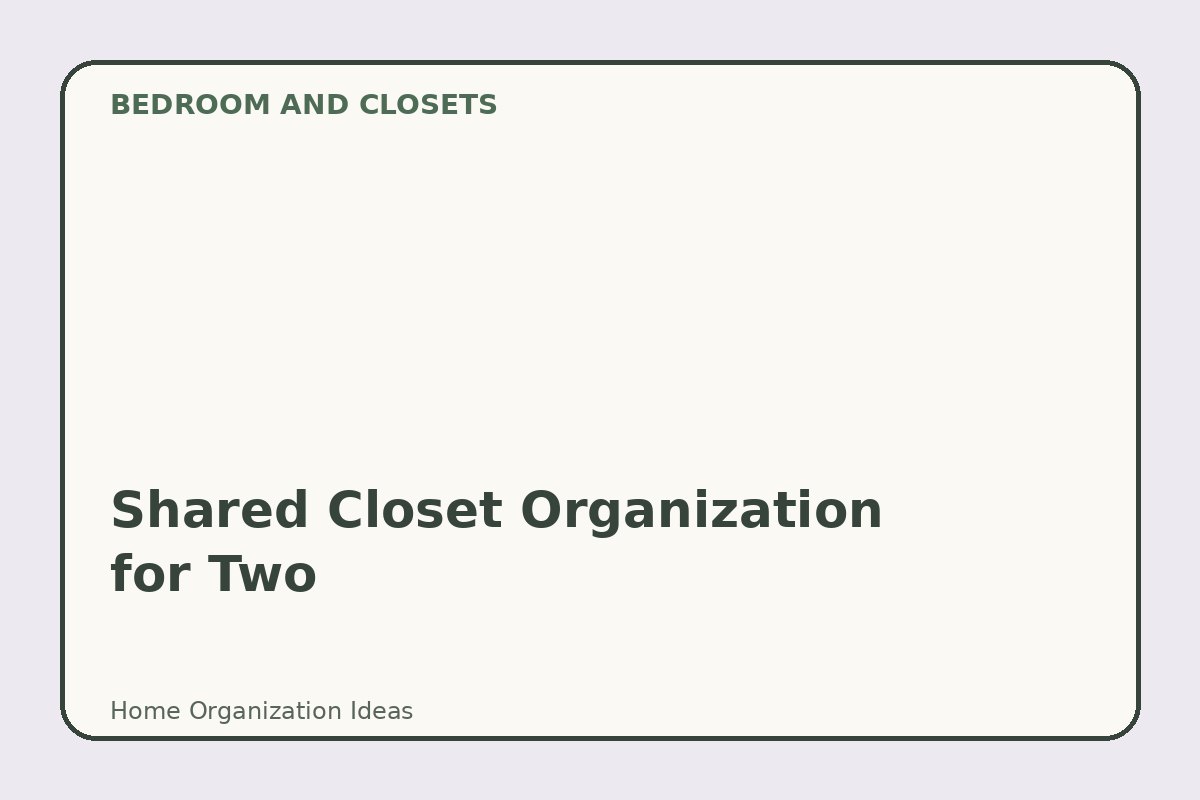 BEDROOM AND CLOSETS
Shared Closet Organization
for Two
Home Organization Ideas